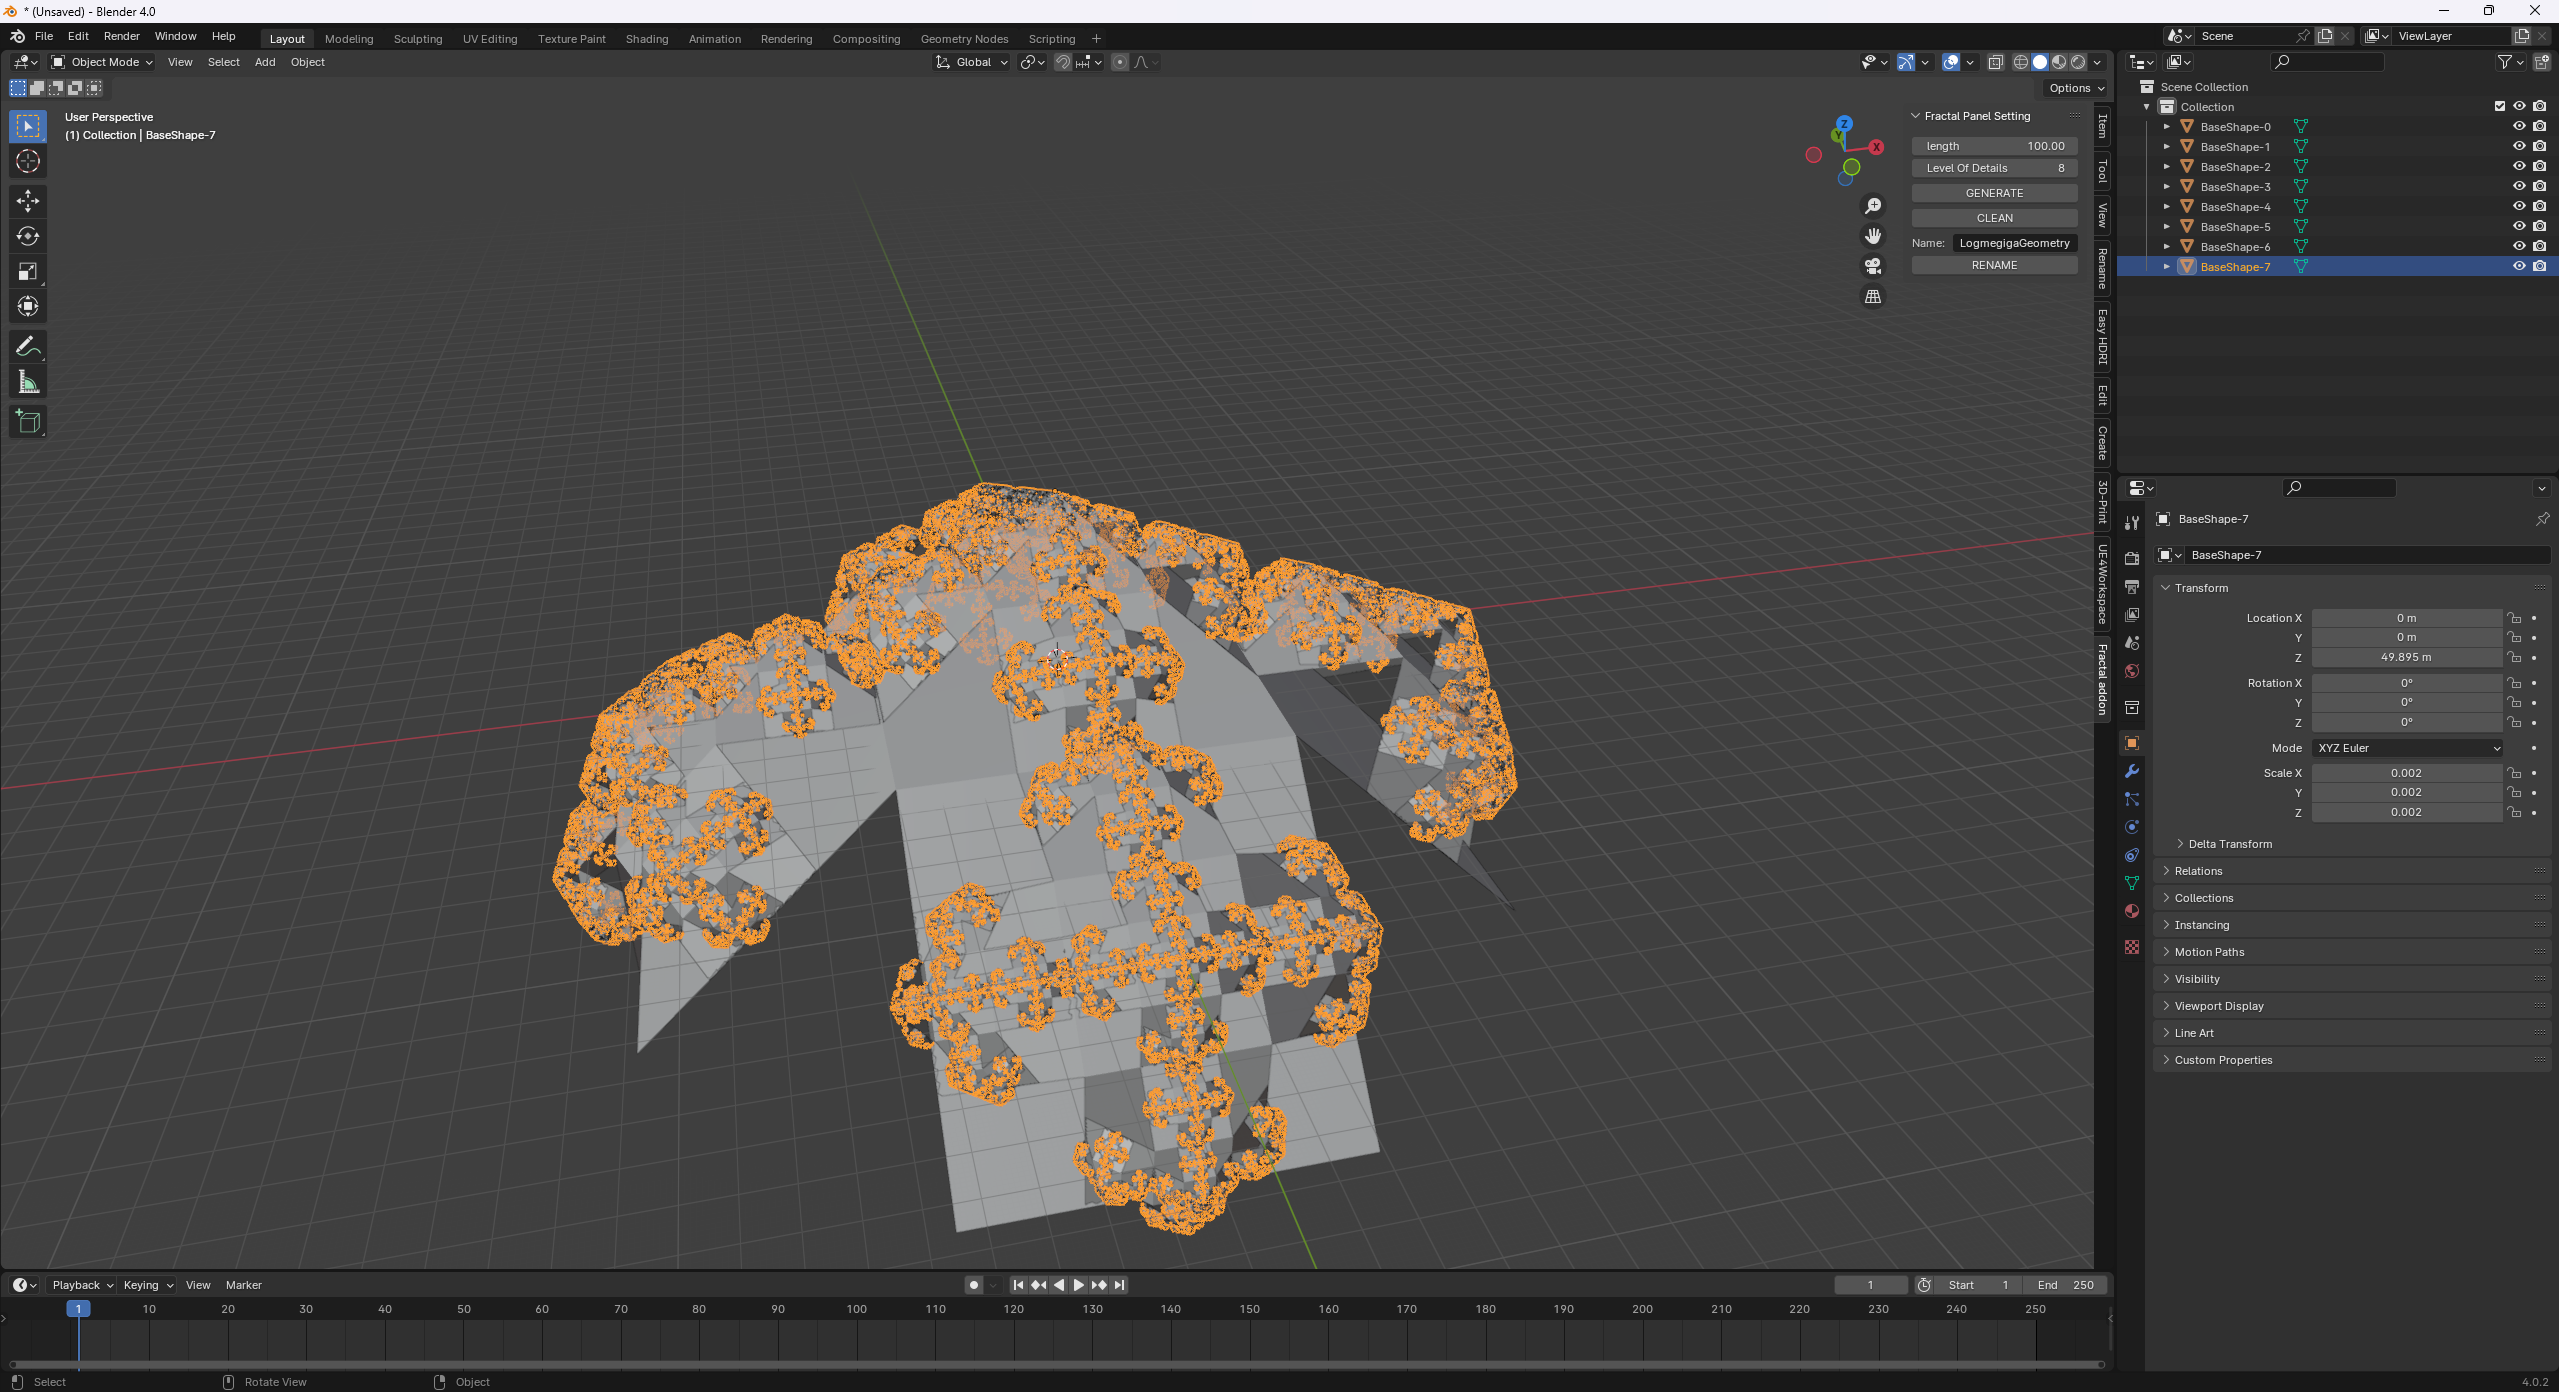 * (Unsaved) - Blender 4.0
File Edit Render Window Help Layout Modeling Sculpting UV Editing Texture Paint Shading Animation Rendering Compositing Geometry Nodes Scripting + Scene ViewLayer
Object Mode View Select Add Object Global
Options
User Perspective
(1) Collection | BaseShape-7
Z
Y
X
Fractal Panel Setting
length 100.00
Level Of Details 8
GENERATE
CLEAN
Name: LogmegigaGeometry
RENAME
Item
Tool
View
Rename
Easy HDRI
Edit
Create
3D-Print
UE4Workspace
Fractal addon
Scene Collection
Collection
BaseShape-0
BaseShape-1
BaseShape-2
BaseShape-3
BaseShape-4
BaseShape-5
BaseShape-6
BaseShape-7
BaseShape-7
BaseShape-7
Transform
Location X 0 m
Y 0 m
Z 49.895 m
Rotation X 0°
Y 0°
Z 0°
Mode XYZ Euler
Scale X 0.002
Y 0.002
Z 0.002
Delta Transform
Relations
Collections
Instancing
Motion Paths
Visibility
Viewport Display
Line Art
Custom Properties
Playback Keying View Marker 1 Start 1 End 250
1 10 20 30 40 50 60 70 80 90 100 110 120 130 140 150 160 170 180 190 200 210 220 230 240 250
Select Rotate View Object 4.0.2